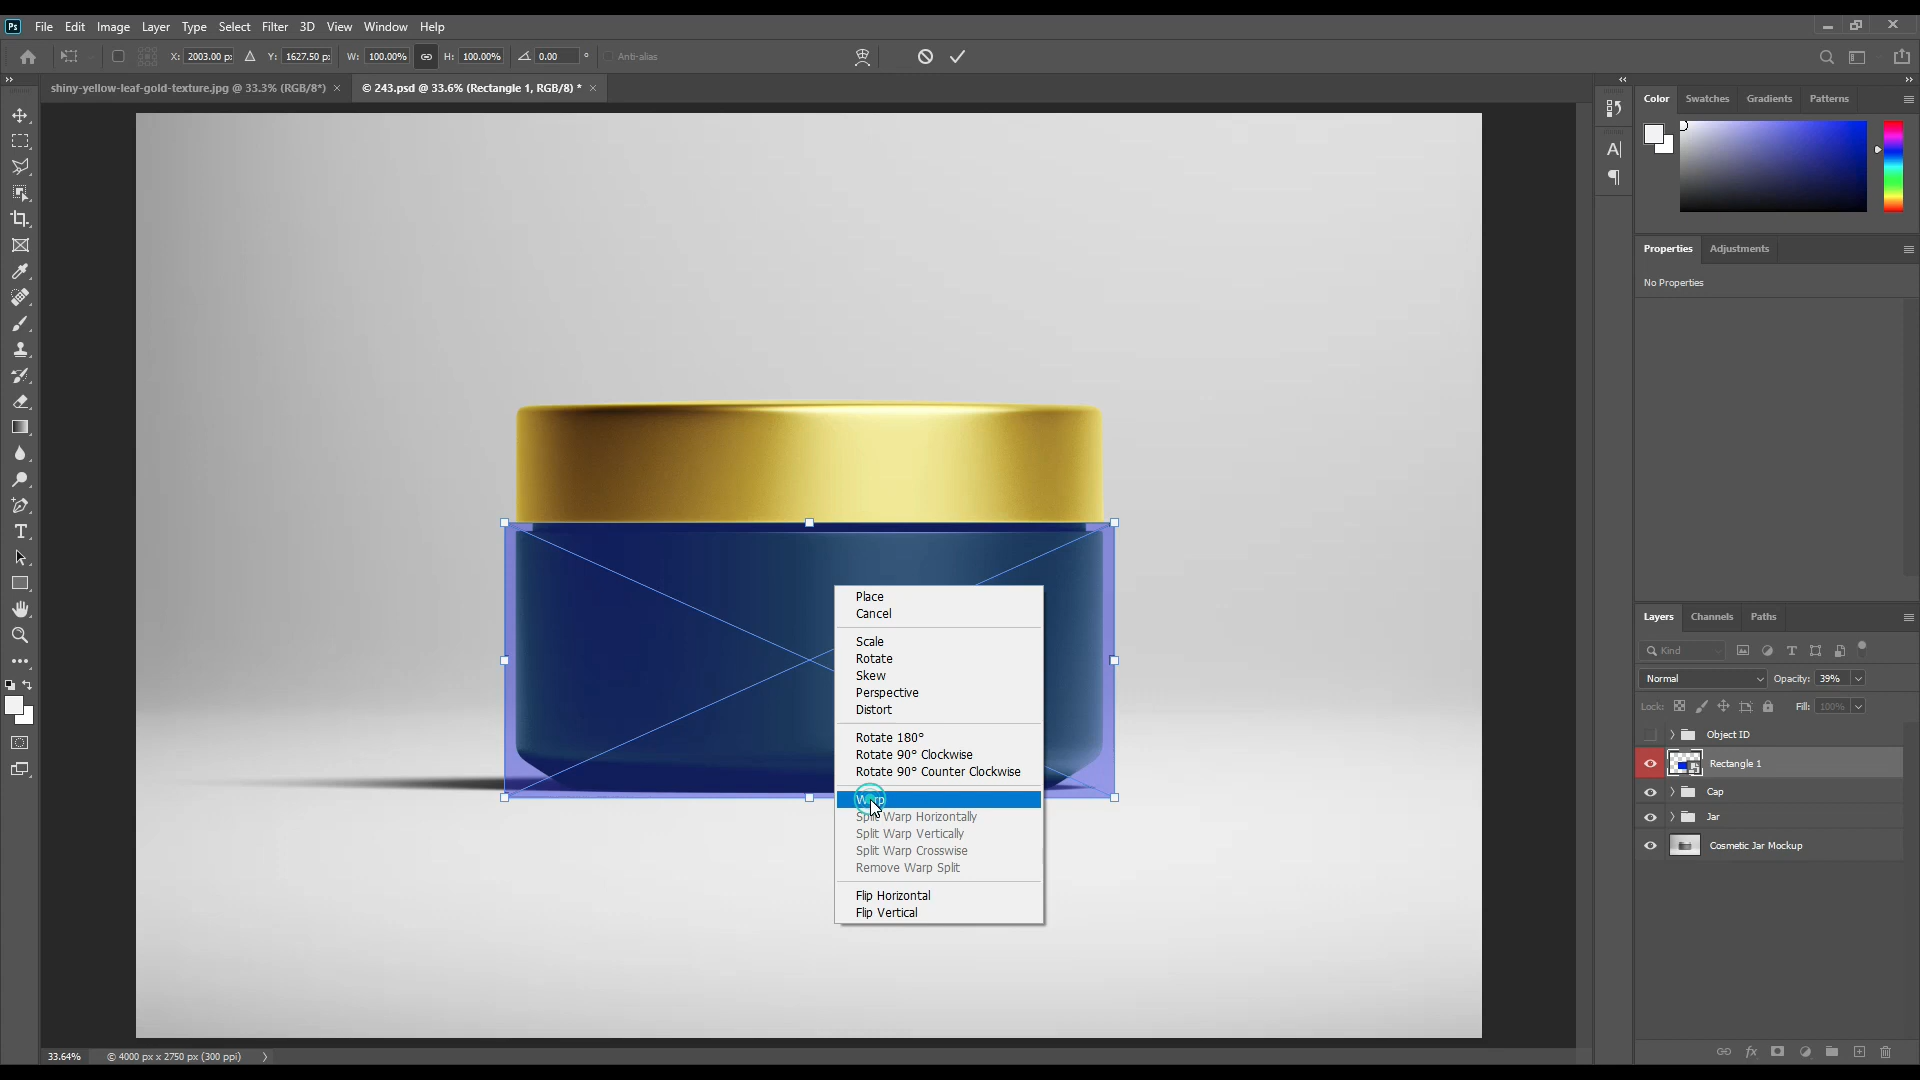 Ps File Edit Image Layer Type Select Filter 3D View Window Help
X: 2003.00 p: Y: 1627.50 p: W: 100.00% H: 100.00% 0.00 ° Anti-alias
shiny-yellow-leaf-gold-texture.jpg @ 33.3% (RGB/8*) × © 243.psd @ 33.6% (Rectangle 1, RGB/8) * ×
Color Swatches Gradients Patterns
Properties Adjustments
No Properties
Place
Cancel
Scale
Rotate
Skew
Perspective
Distort
Rotate 180°
Rotate 90° Clockwise
Rotate 90° Counter Clockwise
Warp
Split Warp Horizontally
Split Warp Vertically
Split Warp Crosswise
Remove Warp Split
Flip Horizontal
Flip Vertical
Layers Channels Paths
Kind
Normal Opacity: 39%
Lock: Fill: 100%
Object ID
Rectangle 1
Cap
Jar
Cosmetic Jar Mockup
33.64% © 4000 px x 2750 px (300 ppi)